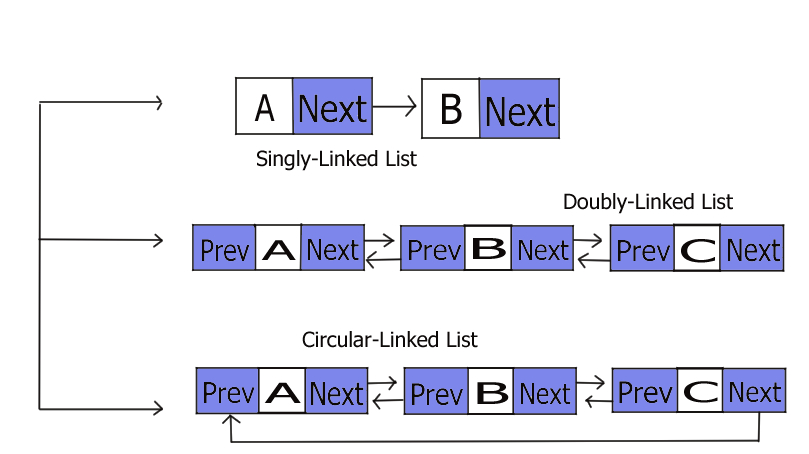 A Next B Next
Singly-Linked List
Doubly-Linked List
Prev A Next Prev B Next Prev C Next
Circular-Linked List
Prev A Next Prev B Next Prev C Next